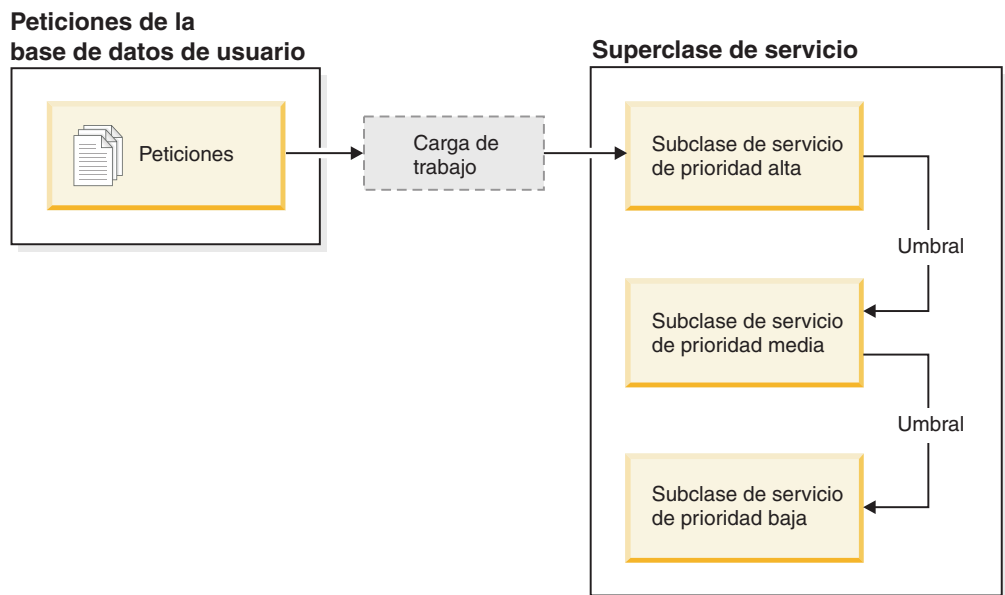 Peticiones de la
base de datos de usuario
Peticiones
Carga de
trabajo
Superclase de servicio
Subclase de servicio
de prioridad alta
Umbral
Subclase de servicio
de prioridad media
Umbral
Subclase de servicio
de prioridad baja